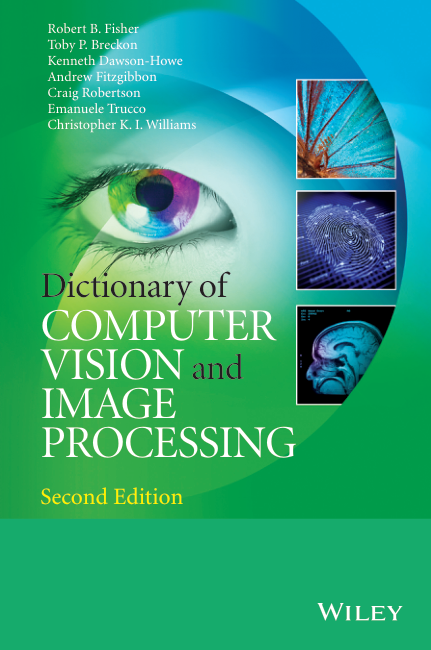 Robert B. Fisher
Toby P. Breckon
Kenneth Dawson-Howe
Andrew Fitzgibbon
Craig Robertson
Emanuele Trucco
Christopher K. I. Williams
Dictionary of
COMPUTER
VISION and
IMAGE
PROCESSING
Second Edition
WILEY